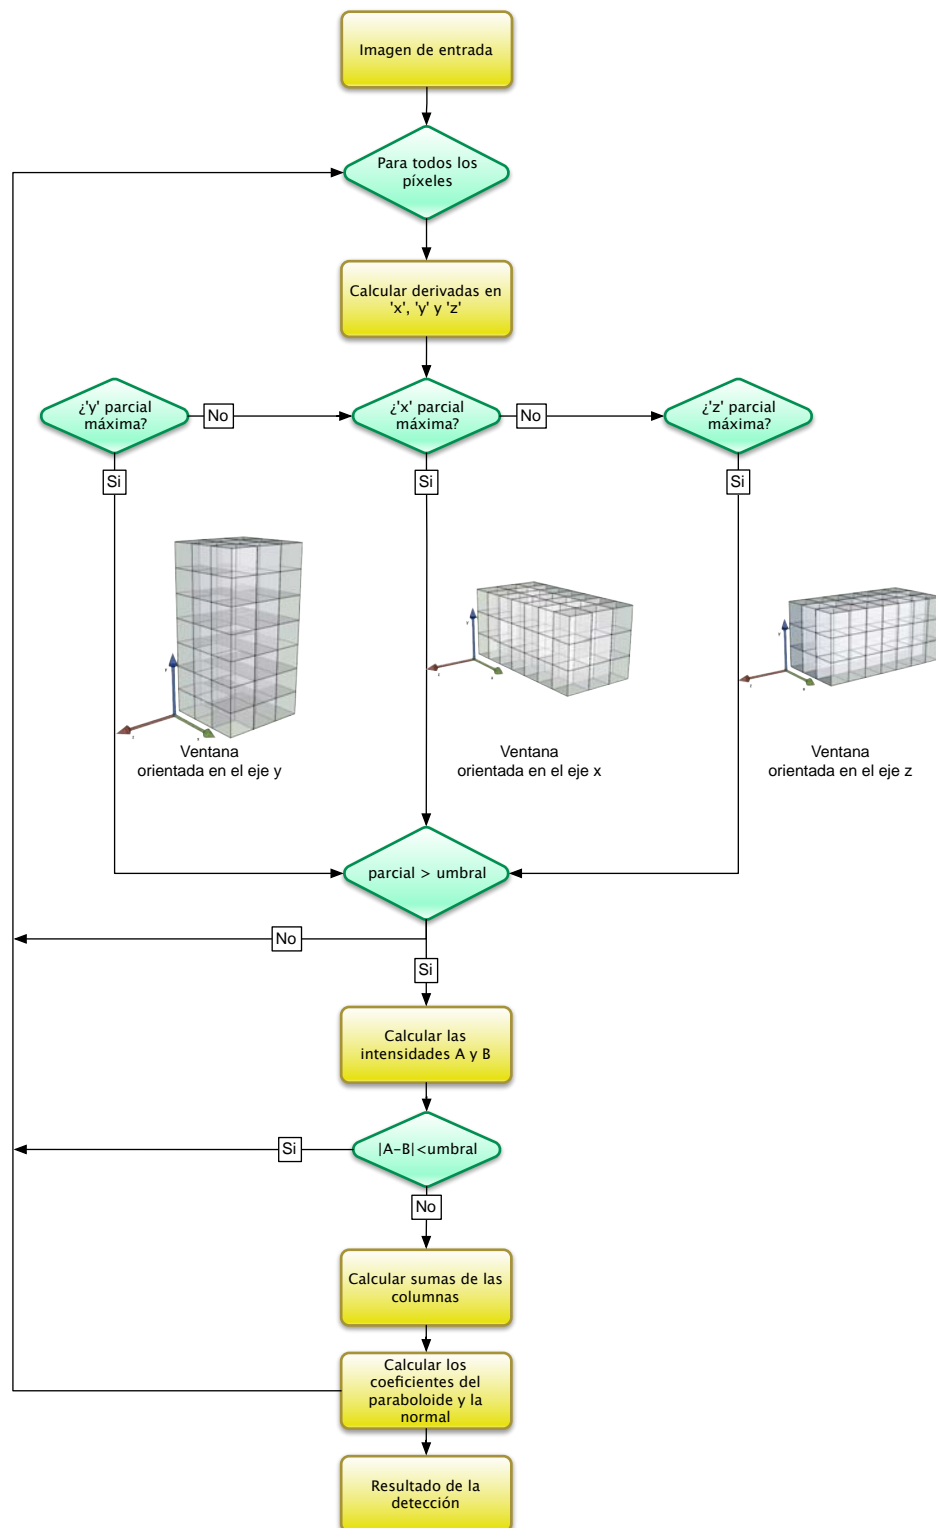 Imagen de entrada
Para todos los
píxeles
Calcular derivadas en
'x', 'y' y 'z'
¿'y' parcial
máxima?
No
¿'x' parcial
máxima?
No
¿'z' parcial
máxima?
Si
Si
Si
Ventana
orientada en el eje y
Ventana
orientada en el eje x
Ventana
orientada en el eje z
parcial > umbral
No
Si
Calcular las
intensidades A y B
|A-B|<umbral
Si
No
Calcular sumas de las
columnas
Calcular los
coeficientes del
paraboloide y la
normal
Resultado de la
detección